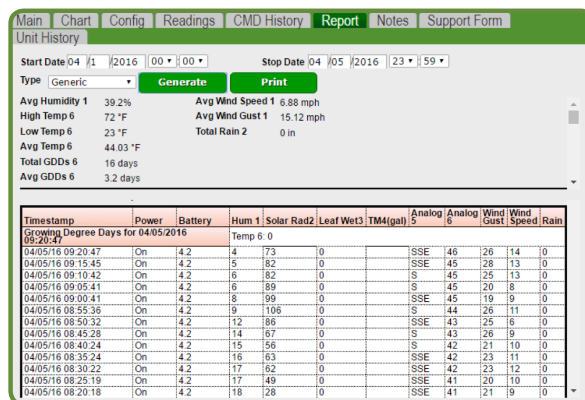 Main Chart Config Readings CMD History Report Notes Support Form
Unit History
Start Date 04 /1 /2016 00 : 00 Stop Date 04 /05 /2016 23 : 59
Type Generic Generate Print
Avg Humidity 1 39.2% Avg Wind Speed 1 6.88 mph
High Temp 6 72 °F Avg Wind Gust 1 15.12 mph
Low Temp 6 23 °F Total Rain 2 0 in
Avg Temp 6 44.03 °F
Total GDDs 6 16 days
Avg GDDs 6 3.2 days
Timestamp Power Battery Hum 1 Solar Rad2 Leaf Wet3 TM4(gal) Analog 5 Analog 6 Wind Gust Wind Speed Rain
Growing Degree Days for 04/05/2016 09:20:47 Temp 6: 0
04/05/16 09:20:47 On 4.2 4 73 0 SSE 46 26 14 0
04/05/16 09:15:45 On 4.2 5 82 0 SSE 45 28 13 0
04/05/16 09:10:42 On 4.2 6 82 0 S 45 25 13 0
04/05/16 09:05:41 On 4.2 6 89 0 S 45 20 8 0
04/05/16 09:00:41 On 4.2 8 99 0 SSE 45 19 9 0
04/05/16 08:55:36 On 4.2 9 106 0 S 44 26 11 0
04/05/16 08:50:32 On 4.2 12 86 0 SSE 43 25 6 0
04/05/16 08:45:28 On 4.2 14 67 0 S 43 26 9 0
04/05/16 08:40:24 On 4.2 15 56 0 S 42 21 10 0
04/05/16 08:35:24 On 4.2 16 63 0 SSE 42 23 11 0
04/05/16 08:30:22 On 4.2 17 62 0 SSE 42 23 12 0
04/05/16 08:25:19 On 4.2 17 49 0 SSE 41 20 10 0
04/05/16 08:20:18 On 4.2 18 28 0 SSE 41 21 9 0